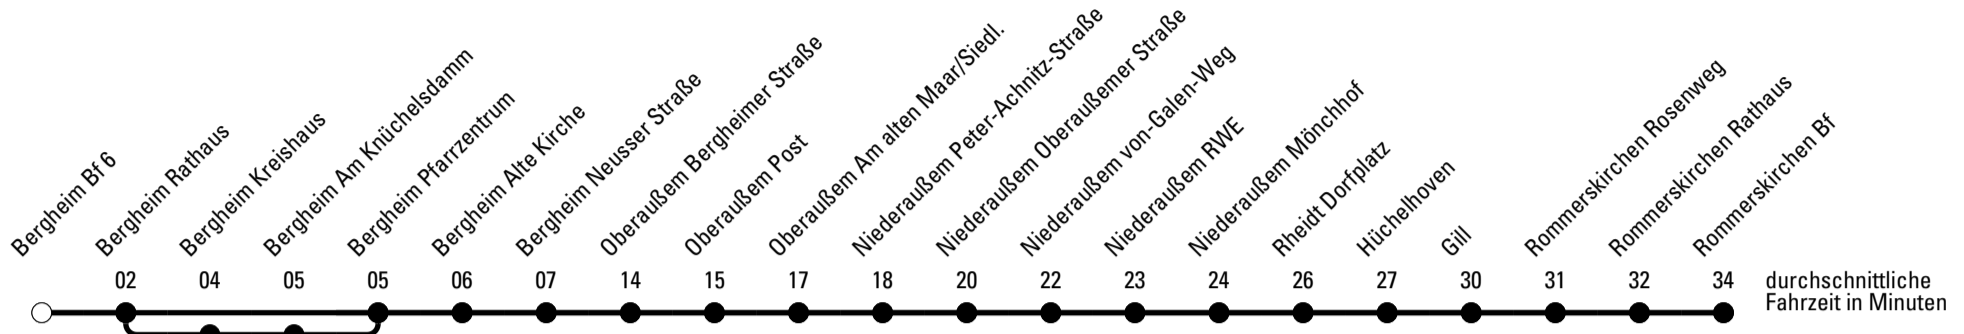 Bergheim Bf 6
Bergheim Rathaus
Bergheim Kreishaus
Bergheim Am Knüchelsdamm
Bergheim Pfarrzentrum
Bergheim Alte Kirche
Bergheim Neusser Straße
Oberaußem Bergheimer Straße
Oberaußem Post
Oberaußem Am alten Maar/Siedl.
Niederaußem Peter-Achnitz-Straße
Niederaußem Oberaußemer Straße
Niederaußem von-Galen-Weg
Niederaußem RWE
Niederaußem Mönchhof
Rheidt Dorfplatz
Hüchelhoven
Gill
Rommerskirchen Rosenweg
Rommerskirchen Rathaus
Rommerskirchen Bf
02 04 05 05 06 07 14 15 17 18 20 22 23 24 26 27 30 31 32 34
durchschnittliche
Fahrzeit in Minuten